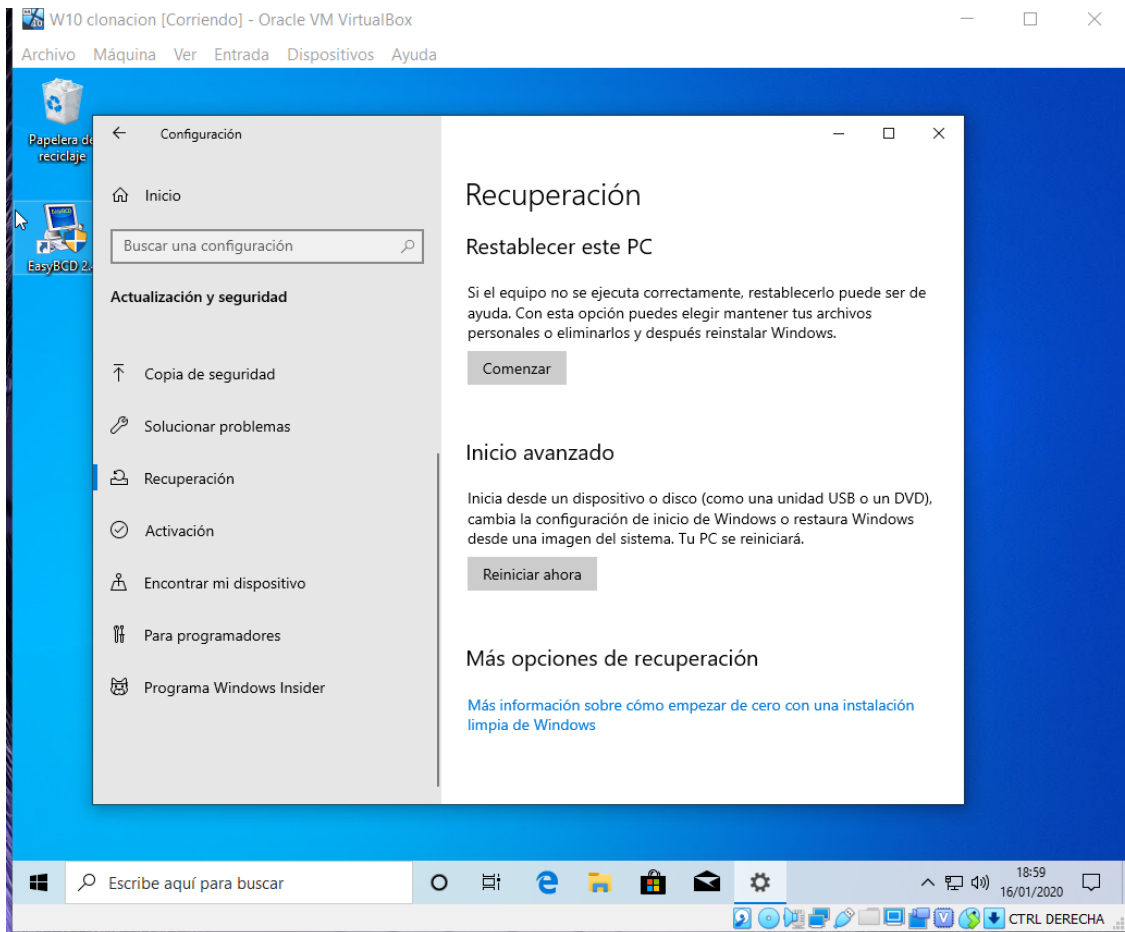 W10 clonacion [Corriendo] - Oracle VM VirtualBox
Archivo Máquina Ver Entrada Dispositivos Ayuda
Papelera de
reciclaje
EasyBCD 2.
Configuración
Inicio
Buscar una configuración
Actualización y seguridad
Copia de seguridad
Solucionar problemas
Recuperación
Activación
Encontrar mi dispositivo
Para programadores
Programa Windows Insider
Recuperación
Restablecer este PC
Si el equipo no se ejecuta correctamente, restablecerlo puede ser de
ayuda. Con esta opción puedes elegir mantener tus archivos
personales o eliminarlos y después reinstalar Windows.
Comenzar
Inicio avanzado
Inicia desde un dispositivo o disco (como una unidad USB o un DVD),
cambia la configuración de inicio de Windows o restaura Windows
desde una imagen del sistema. Tu PC se reiniciará.
Reiniciar ahora
Más opciones de recuperación
Más información sobre cómo empezar de cero con una instalación
limpia de Windows
Escribe aquí para buscar
18:59
16/01/2020
CTRL DERECHA